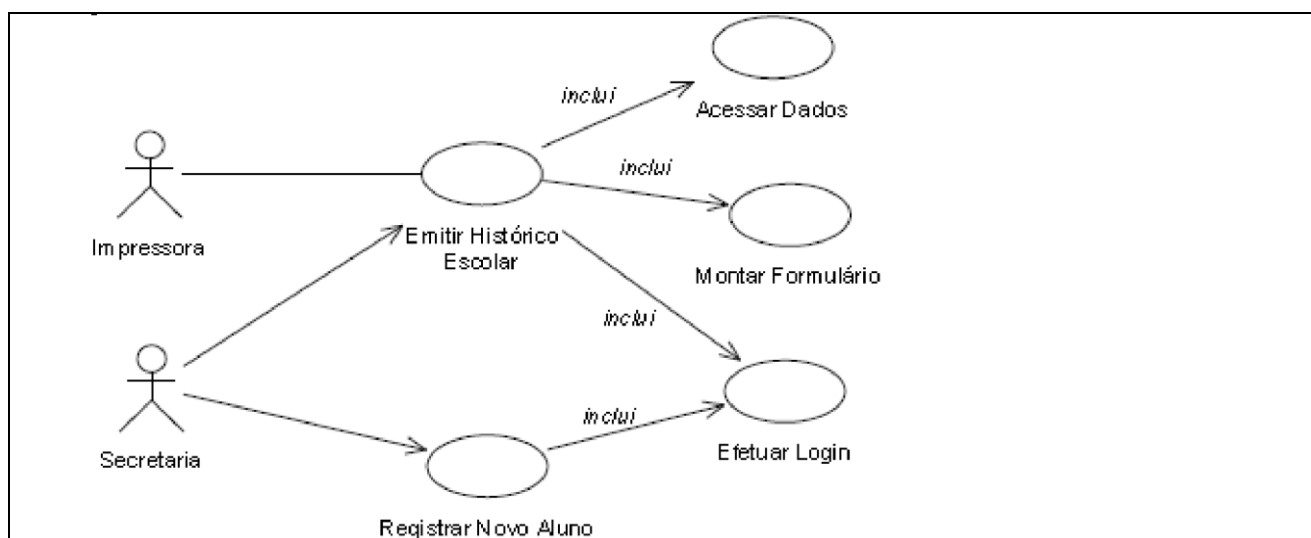 inclui
Acessar Dados
inclui
Impressora
Emitir Histórico
Escolar
Montar Formulário
inclui
Secretaria
inclui
Efetuar Login
Registrar Novo Aluno